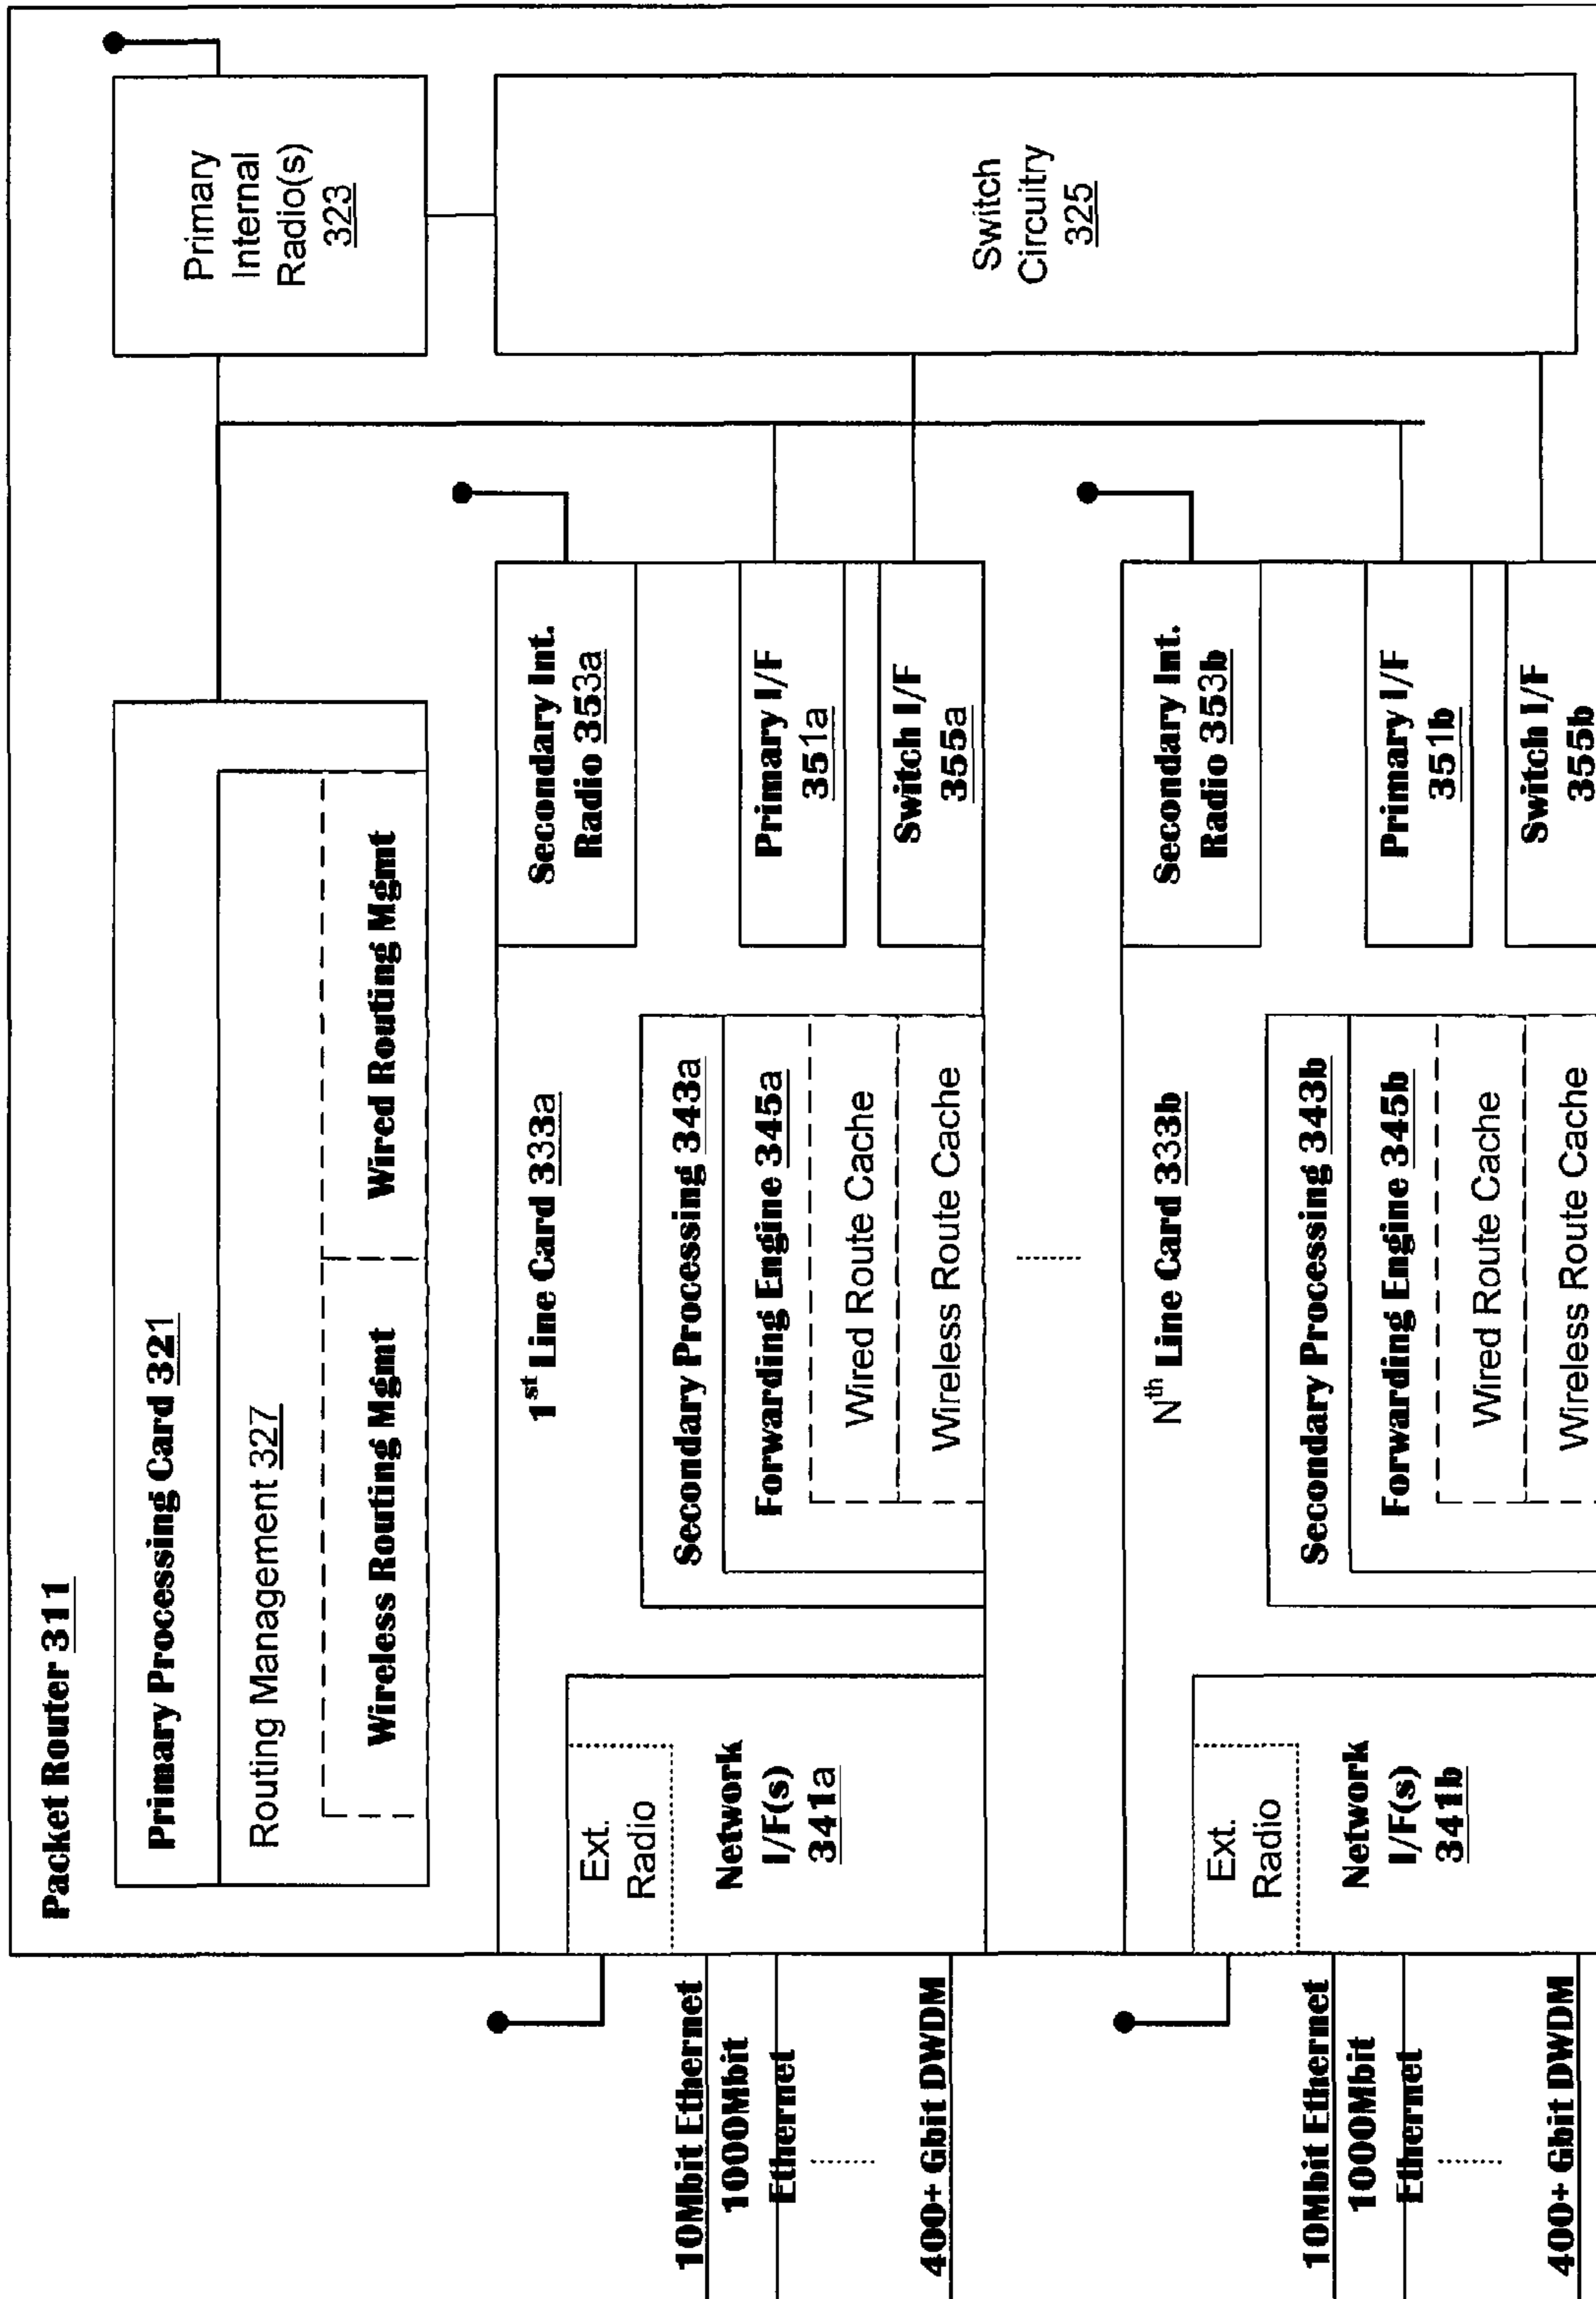 Packet Router 311
Primary Processing Card 321
Routing Management 327
Wireless Routing Mgmt
Wired Routing Mgmt
Primary
Internal
Radio(s)
323
Switch
Circuitry
325
1st Line Card 333a
Ext.
Radio
Network
I/F(s)
341a
Secondary Processing 343a
Forwarding Engine 345a
Wired Route Cache
Wireless Route Cache
Secondary Int.
Radio 353a
Primary I/F
351a
Switch I/F
355a
10Mbit Ethernet
1000Mbit
Ethernet
400+ Gbit DWDM
Nth Line Card 333b
Ext.
Radio
Network
I/F(s)
341b
Secondary Processing 343b
Forwarding Engine 345b
Wired Route Cache
Wireless Route Cache
Secondary Int.
Radio 353b
Primary I/F
351b
Switch I/F
355b
10Mbit Ethernet
1000Mbit
Ethernet
400+ Gbit DWDM